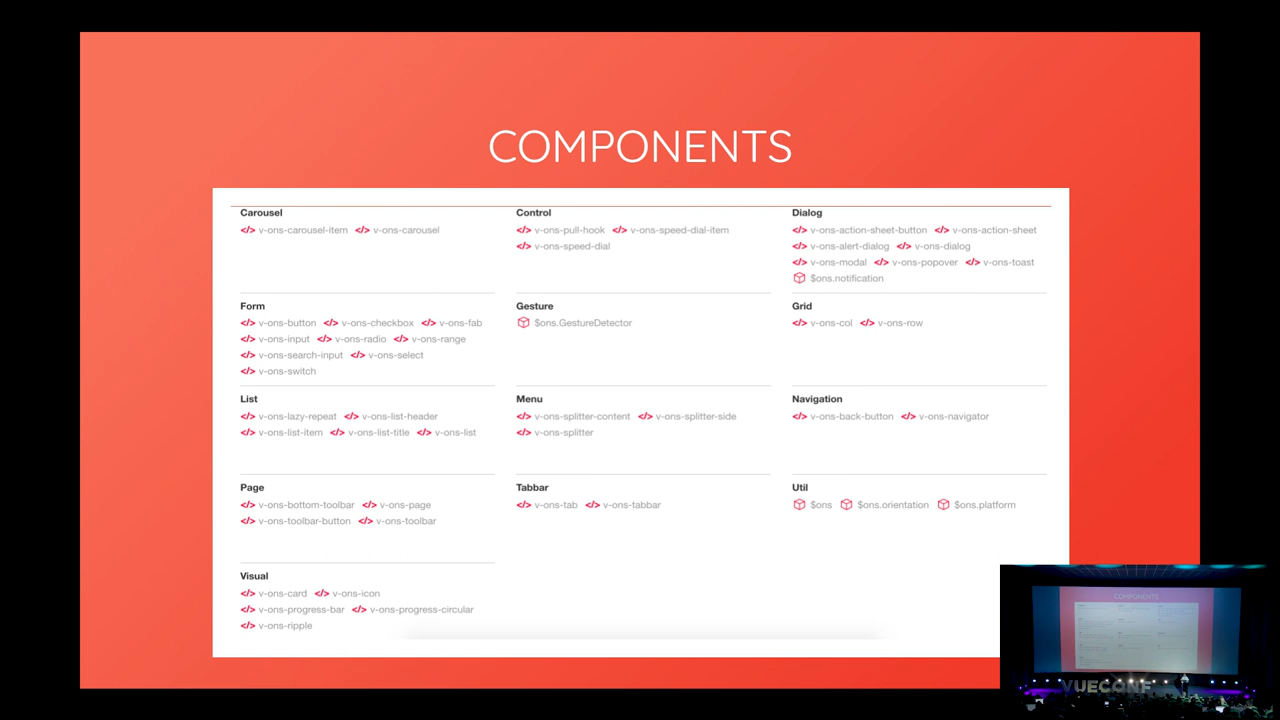 COMPONENTS
Carousel
</> v-ons-carousel-item </> v-ons-carousel
Control
</> v-ons-pull-hook </> v-ons-speed-dial-item
</> v-ons-speed-dial
Dialog
</> v-ons-action-sheet-button </> v-ons-action-sheet
</> v-ons-alert-dialog </> v-ons-dialog
</> v-ons-modal </> v-ons-popover </> v-ons-toast
$ons.notification
Form
</> v-ons-button </> v-ons-checkbox </> v-ons-fab
</> v-ons-input </> v-ons-radio </> v-ons-range
</> v-ons-search-input </> v-ons-select
</> v-ons-switch
Gesture
$ons.GestureDetector
Grid
</> v-ons-col </> v-ons-row
List
</> v-ons-lazy-repeat </> v-ons-list-header
</> v-ons-list-item </> v-ons-list-title </> v-ons-list
Menu
</> v-ons-splitter-content </> v-ons-splitter-side
</> v-ons-splitter
Navigation
</> v-ons-back-button </> v-ons-navigator
Page
</> v-ons-bottom-toolbar </> v-ons-page
</> v-ons-toolbar-button </> v-ons-toolbar
Tabbar
</> v-ons-tab </> v-ons-tabbar
Util
$ons $ons.orientation $ons.platform
Visual
</> v-ons-card </> v-ons-icon
</> v-ons-progress-bar </> v-ons-progress-circular
</> v-ons-ripple
COMPONENTS
VUECONF